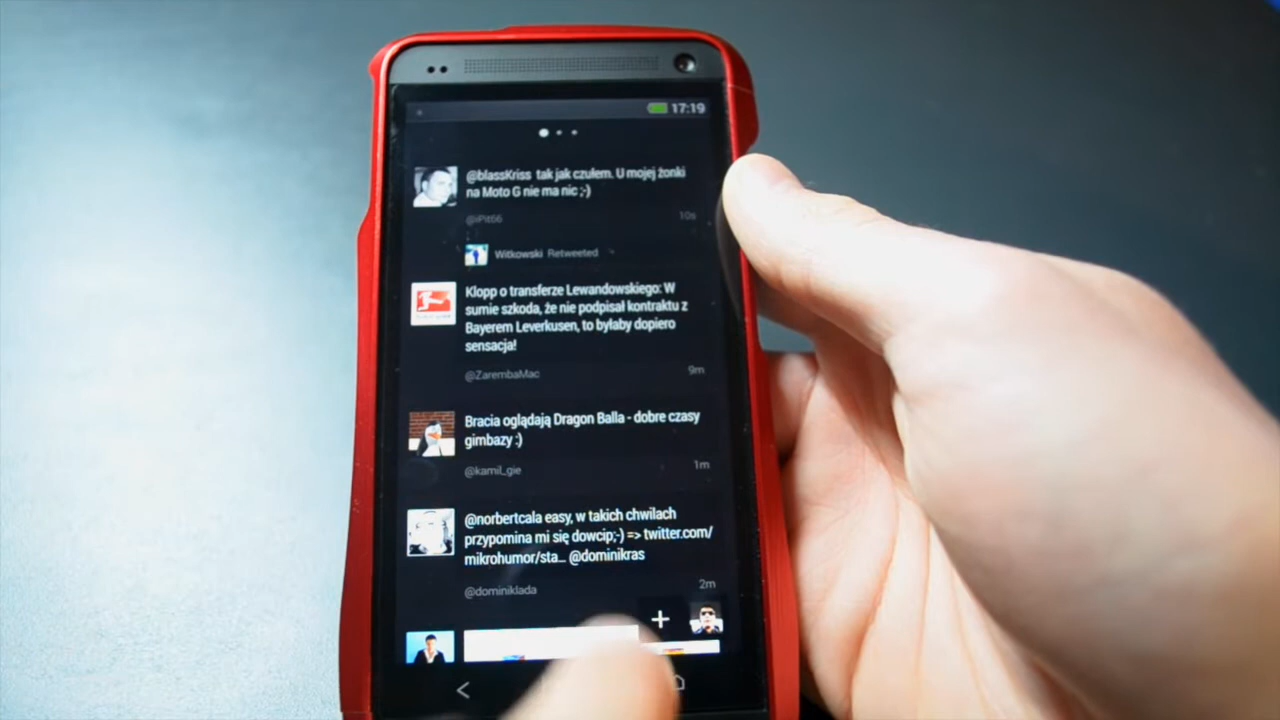 17:19
@blassKriss tak jak czułem. U mojej żonki
na Moto G nie ma nic ;-)
@iPit66 10s
Witkowski Retweeted
Klopp o transferze Lewandowskiego: W
sumie szkoda, że nie podpisał kontraktu z
Bayerem Leverkusen, to byłaby dopiero
sensacja!
@ZarembaMac 9m
Bracia oglądają Dragon Balla - dobre czasy
gimbazy :)
@kamil_gie 1m
@norbertcala easy, w takich chwilach
przypomina mi się dowcip;-) => twitter.com/
mikrohumor/sta… @dominikras
@dominiklada 2m